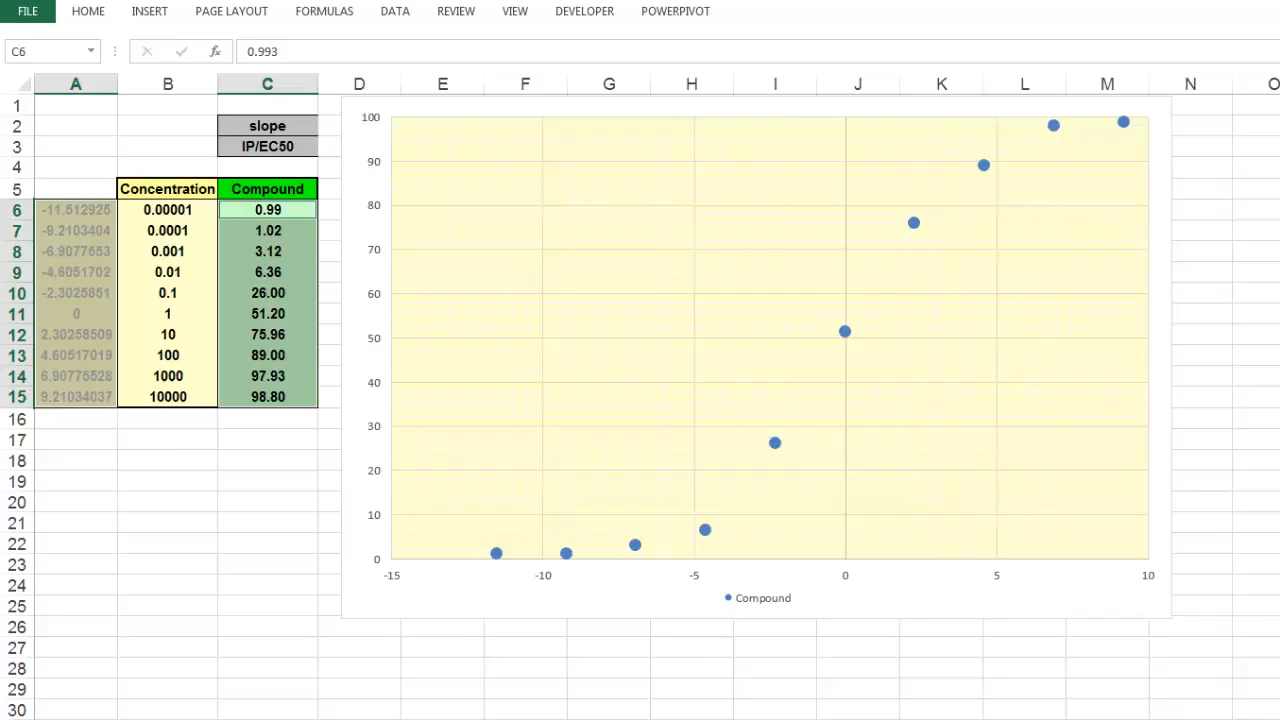 FILE HOME INSERT PAGE LAYOUT FORMULAS DATA REVIEW VIEW DEVELOPER POWERPIVOT
C6 fx 0.993
A B C D E F G H I J K L M N O
1
2 slope
3 IP/EC50
4
5 Concentration Compound
6 -11.512925 0.00001 0.99
7 -9.2103404 0.0001 1.02
8 -6.9077553 0.001 3.12
9 -4.6051702 0.01 6.36
10 -2.3025851 0.1 26.00
11 0 1 51.20
12 2.30258509 10 75.96
13 4.60517019 100 89.00
14 6.90775528 1000 97.93
15 9.21034037 10000 98.80
16
17
18
19
20
21
22
23
24
25
26
27
28
29
30
100
90
80
70
60
50
40
30
20
10
0
-15 -10 -5 0 5 10
Compound